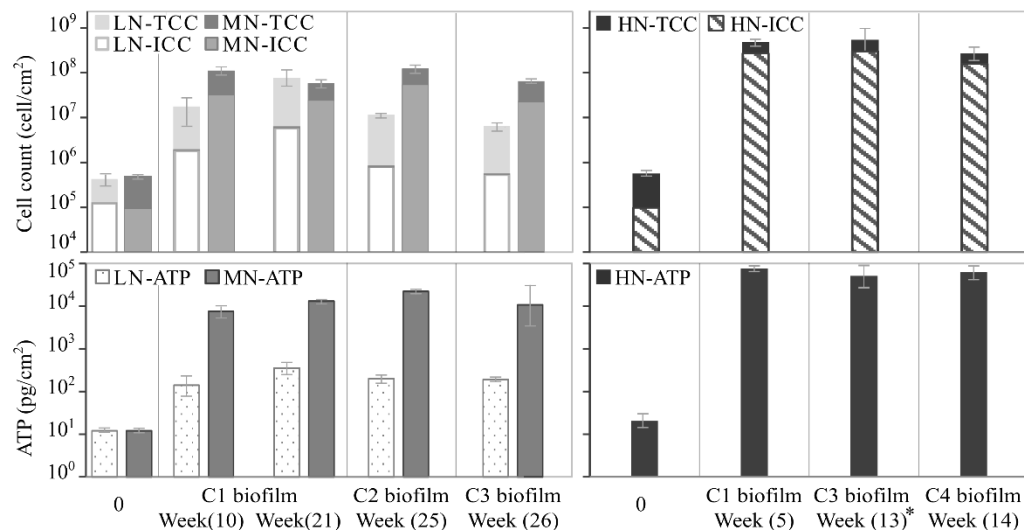 LN-TCC MN-TCC
LN-ICC MN-ICC
HN-TCC HN-ICC
Cell count (cell/cm²)
10⁹
10⁸
10⁷
10⁶
10⁵
10⁴
LN-ATP MN-ATP
HN-ATP
ATP (pg/cm²)
10⁵
10⁴
10³
10²
10¹
10⁰
0 C1 biofilm C2 biofilm C3 biofilm
Week(10) Week(21) Week (25) Week (26)
0 C1 biofilm C3 biofilm C4 biofilm
Week (5) Week (13)* Week (14)